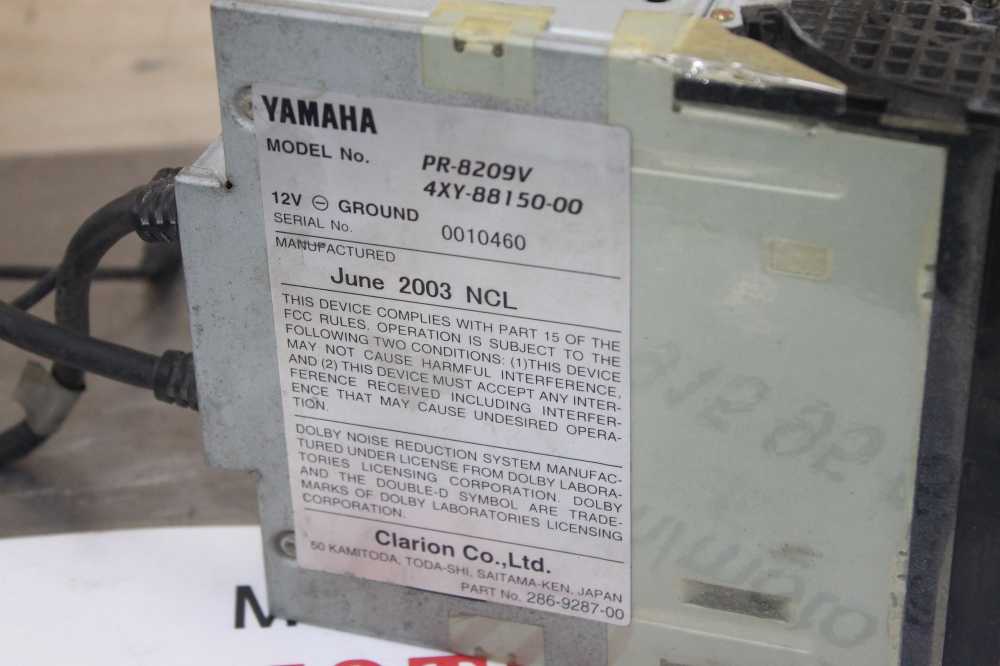 YAMAHA
MODEL No. PR-8209V
4XY-88150-00
12V ⊖ GROUND
SERIAL No. 0010460
MANUFACTURED
June 2003 NCL
THIS DEVICE COMPLIES WITH PART 15 OF THE
FCC RULES. OPERATION IS SUBJECT TO THE
FOLLOWING TWO CONDITIONS: (1)THIS DEVICE
MAY NOT CAUSE HARMFUL INTERFERENCE,
AND (2) THIS DEVICE MUST ACCEPT ANY INTER-
FERENCE RECEIVED INCLUDING INTERFER-
ENCE THAT MAY CAUSE UNDESIRED OPERA-
TION.
DOLBY NOISE REDUCTION SYSTEM MANUFAC-
TURED UNDER LICENSE FROM DOLBY LABORA-
TORIES LICENSING CORPORATION. DOLBY
AND THE DOUBLE-D SYMBOL ARE TRADE-
MARKS OF DOLBY LABORATORIES LICENSING
CORPORATION.
Clarion Co.,Ltd.
50 KAMITODA, TODA-SHI, SAITAMA-KEN, JAPAN
PART No. 286-9287-00
M